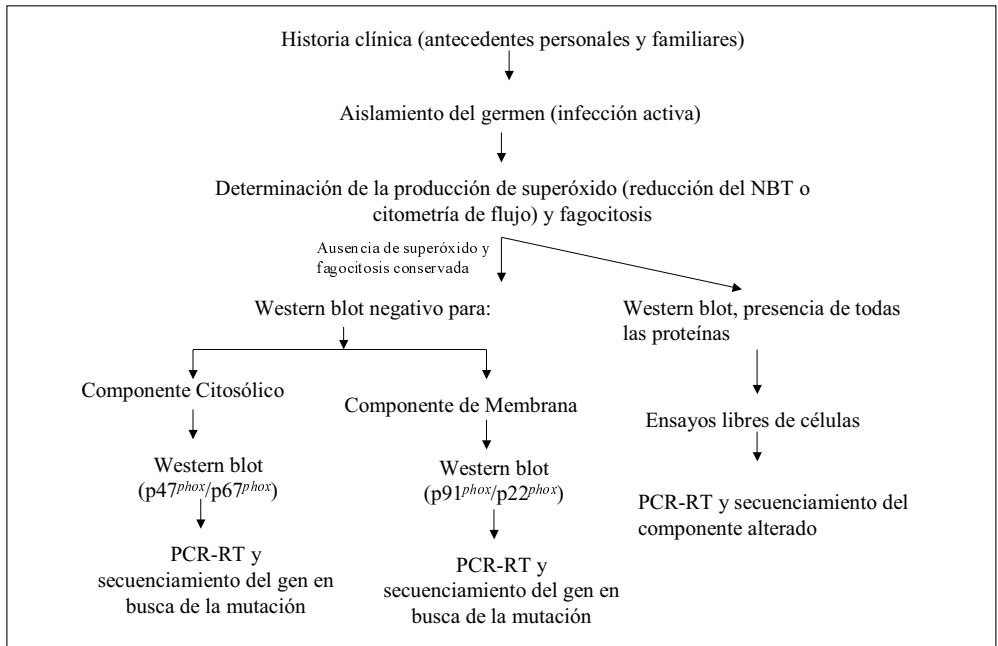 Historia clínica (antecedentes personales y familiares)
Aislamiento del germen (infección activa)
Determinación de la producción de superóxido (reducción del NBT o
citometría de flujo) y fagocitosis
Ausencia de superóxido y
fagocitosis conservada
Western blot negativo para:
Western blot, presencia de todas
las proteínas
Componente Citosólico
Componente de Membrana
Ensayos libres de células
Western blot
(p47phox/p67phox)
Western blot
(p91phox/p22phox)
PCR-RT y secuenciamiento del
componente alterado
PCR-RT y
secuenciamiento del gen en
busca de la mutación
PCR-RT y
secuenciamiento del gen en
busca de la mutación